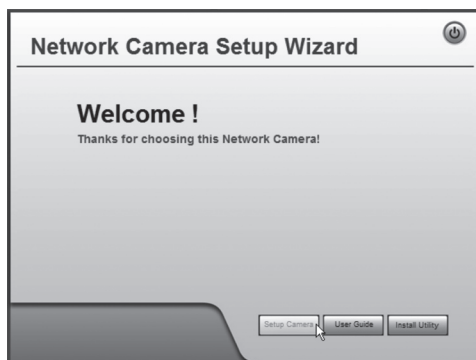 Network Camera Setup Wizard
Welcome !
Thanks for choosing this Network Camera!
Setup Camera
User Guide
Install Utility